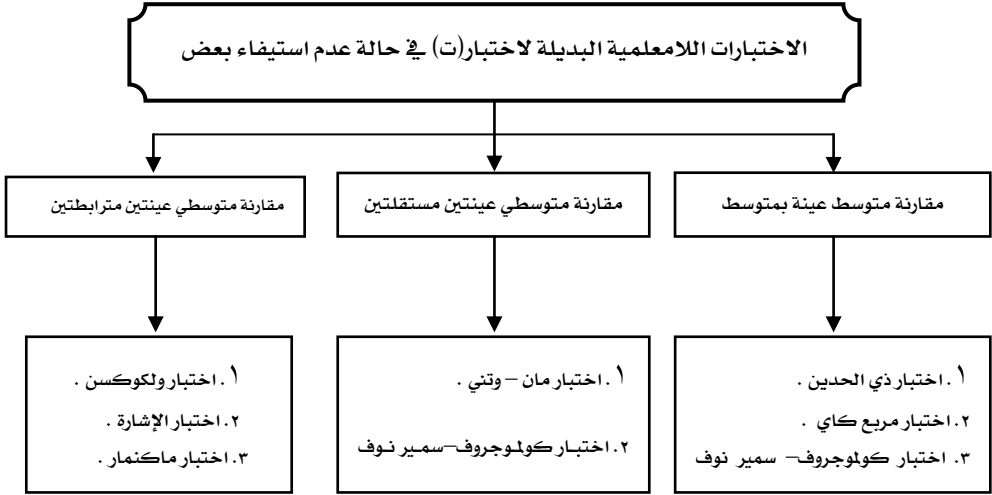 الاختبارات اللامعلمية البديلة لاختبار(ت) في حالة عدم استيفاء بعض
مقارنة متوسط عينة بمتوسط
مقارنة متوسطي عينتين مستقلتين
مقارنة متوسطي عينتين مترابطتين
١. اختبار ذي الحدين .
٢. اختبار مربع كاي .
٣. اختبار كولموجروف– سمير نوف
١. اختبار مان – وتني .
٢. اختبار كولموجروف–سمير نوف
١. اختبار ولكوكسن .
٢. اختبار الإشارة .
٣. اختبار ماكنمار .